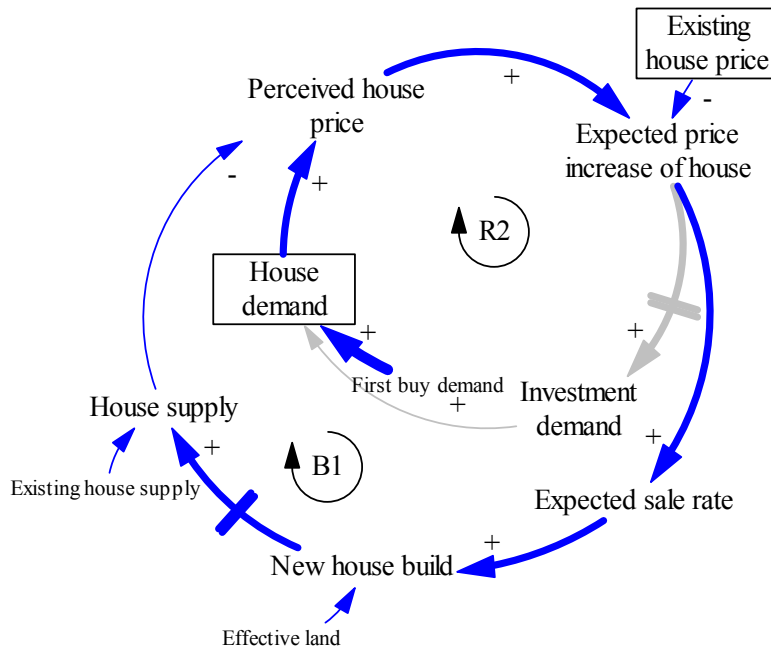 Existing
house price
-
+
Perceived house
price
Expected price
increase of house
-
+
R2
House
demand
+
+
First buy demand
+
Investment
demand
House supply
+
+
B1
Existing house supply
Expected sale rate
+
New house build
Effective land